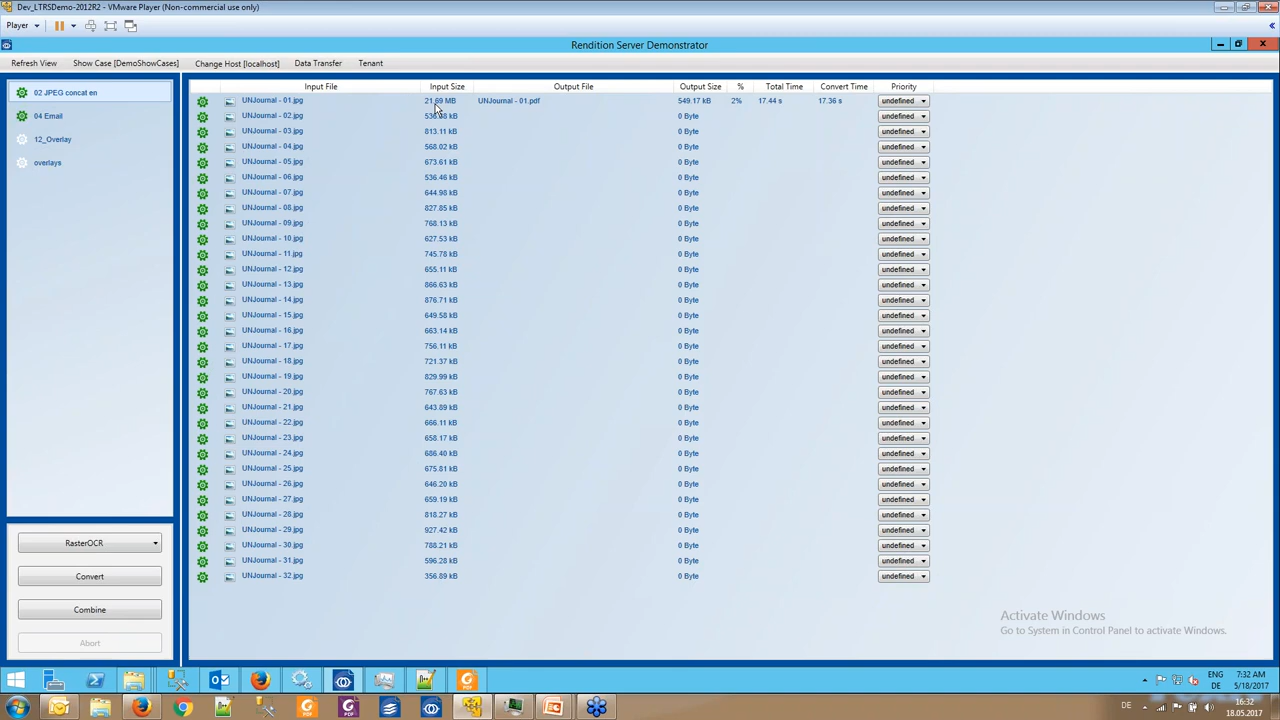 Dev_LTRSDemo-2012R2 - VMware Player (Non-commercial use only)
Player
Rendition Server Demonstrator
Refresh View Show Case [DemoShowCases] Change Host [localhost] Data Transfer Tenant
02 JPEG concat en
04 Email
12_Overlay
overlays
RasterOCR
Convert
Combine
Abort
Input File Input Size Output File Output Size % Total Time Convert Time Priority
UNJournal - 01.jpg 21.69 MB UNJournal - 01.pdf 549.17 kB 2% 17.44 s 17.36 s undefined
UNJournal - 02.jpg kB 0 Byte undefined
UNJournal - 03.jpg 813.11 kB 0 Byte undefined
UNJournal - 04.jpg 568.02 kB 0 Byte undefined
UNJournal - 05.jpg 673.61 kB 0 Byte undefined
UNJournal - 06.jpg 536.46 kB 0 Byte undefined
UNJournal - 07.jpg 644.98 kB 0 Byte undefined
UNJournal - 08.jpg 827.85 kB 0 Byte undefined
UNJournal - 09.jpg 768.13 kB 0 Byte undefined
UNJournal - 10.jpg 627.53 kB 0 Byte undefined
UNJournal - 11.jpg 745.78 kB 0 Byte undefined
UNJournal - 12.jpg 655.11 kB 0 Byte undefined
UNJournal - 13.jpg 866.63 kB 0 Byte undefined
UNJournal - 14.jpg 876.71 kB 0 Byte undefined
UNJournal - 15.jpg 649.58 kB 0 Byte undefined
UNJournal - 16.jpg 663.14 kB 0 Byte undefined
UNJournal - 17.jpg 756.11 kB 0 Byte undefined
UNJournal - 18.jpg 721.37 kB 0 Byte undefined
UNJournal - 19.jpg 829.99 kB 0 Byte undefined
UNJournal - 20.jpg 767.63 kB 0 Byte undefined
UNJournal - 21.jpg 643.89 kB 0 Byte undefined
UNJournal - 22.jpg 666.11 kB 0 Byte undefined
UNJournal - 23.jpg 658.17 kB 0 Byte undefined
UNJournal - 24.jpg 686.40 kB 0 Byte undefined
UNJournal - 25.jpg 675.81 kB 0 Byte undefined
UNJournal - 26.jpg 646.20 kB 0 Byte undefined
UNJournal - 27.jpg 659.19 kB 0 Byte undefined
UNJournal - 28.jpg 818.27 kB 0 Byte undefined
UNJournal - 29.jpg 927.42 kB 0 Byte undefined
UNJournal - 30.jpg 788.21 kB 0 Byte undefined
UNJournal - 31.jpg 596.28 kB 0 Byte undefined
UNJournal - 32.jpg 356.89 kB 0 Byte undefined
Activate Windows
Go to System in Control Panel to activate Windows.
ENG 7:32 AM
DE 5/18/2017
DE 16:32
18.05.2017